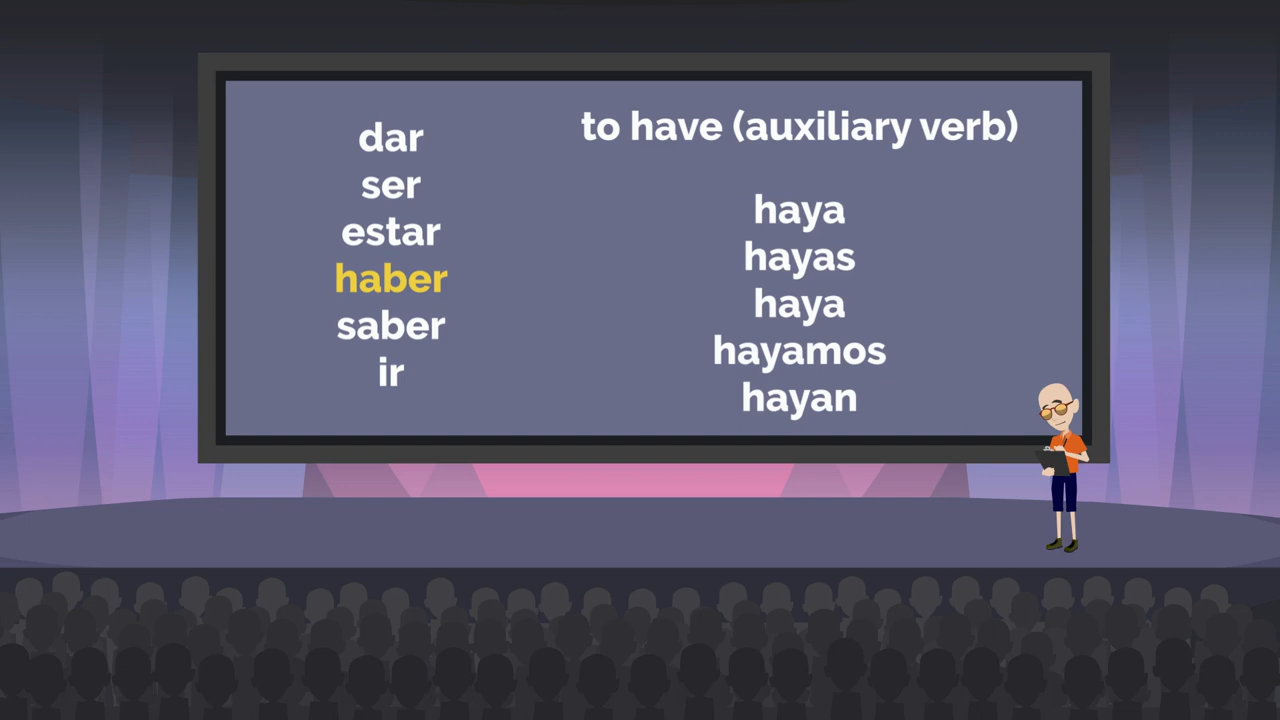 dar
ser
estar
haber
saber
ir
to have (auxiliary verb)
haya
hayas
haya
hayamos
hayan